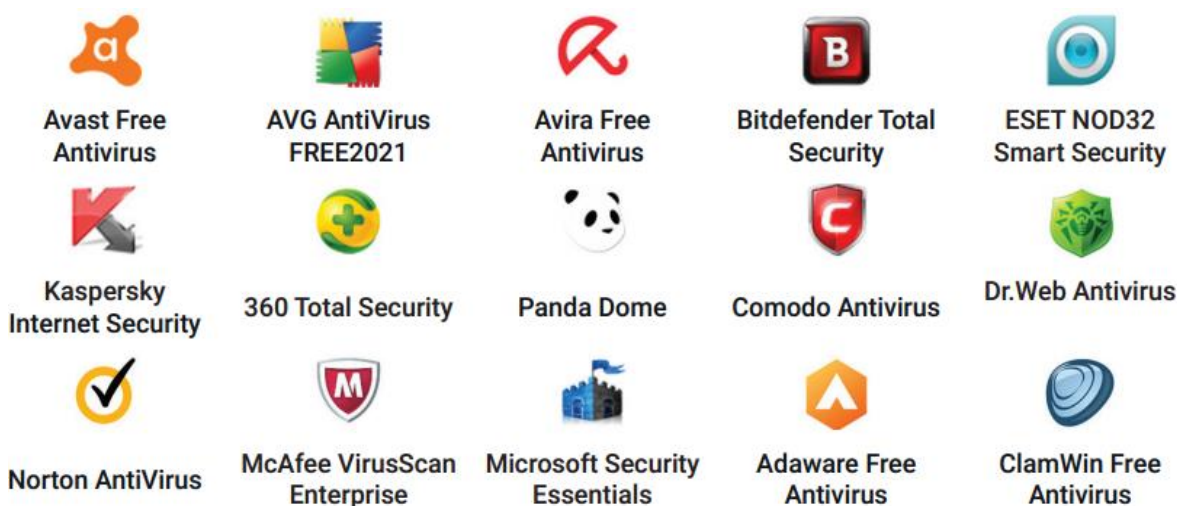 a
B
Avast Free
Antivirus
AVG AntiVirus
FREE2021
Avira Free
Antivirus
Bitdefender Total
Security
ESET NOD32
Smart Security
K
C
Kaspersky
Internet Security
360 Total Security
Panda Dome
Comodo Antivirus
Dr.Web Antivirus
M
Norton AntiVirus
McAfee VirusScan
Enterprise
Microsoft Security
Essentials
Adaware Free
Antivirus
ClamWin Free
Antivirus